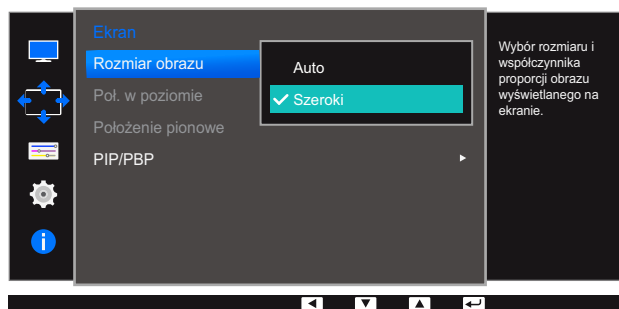 Ekran
Rozmiar obrazu
Auto
Poł. w poziomie
Szeroki
Położenie pionowe
PIP/PBP
Wybór rozmiaru i
współczynnika
proporcji obrazu
wyświetlanego na
ekranie.